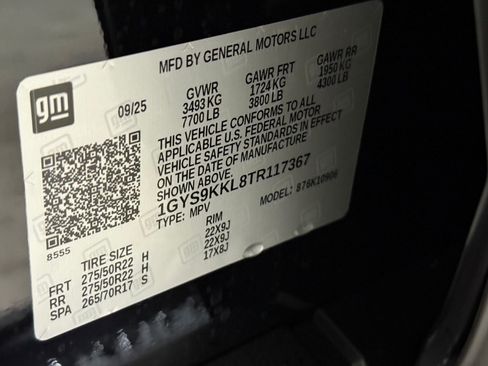 MFD BY GENERAL MOTORS LLC
gm
09/25
GVWR GAWR FRT GAWR RR
3493 KG 1724 KG 1950 KG
7700 LB 3800 LB 4300 LB
THIS VEHICLE CONFORMS TO ALL
APPLICABLE U.S. FEDERAL MOTOR
VEHICLE SAFETY STANDARDS IN EFFECT
ON THE DATE OF MANUFACTURE
SHOWN ABOVE.
1GYS9KKL8TR117367
TYPE: MPV MODEL: 876K10906
8555
TIRE SIZE RIM
FRT 275/50R22 H 22X9J
RR 275/50R22 H 22X9J
SPA 265/70R17 S 17X8J